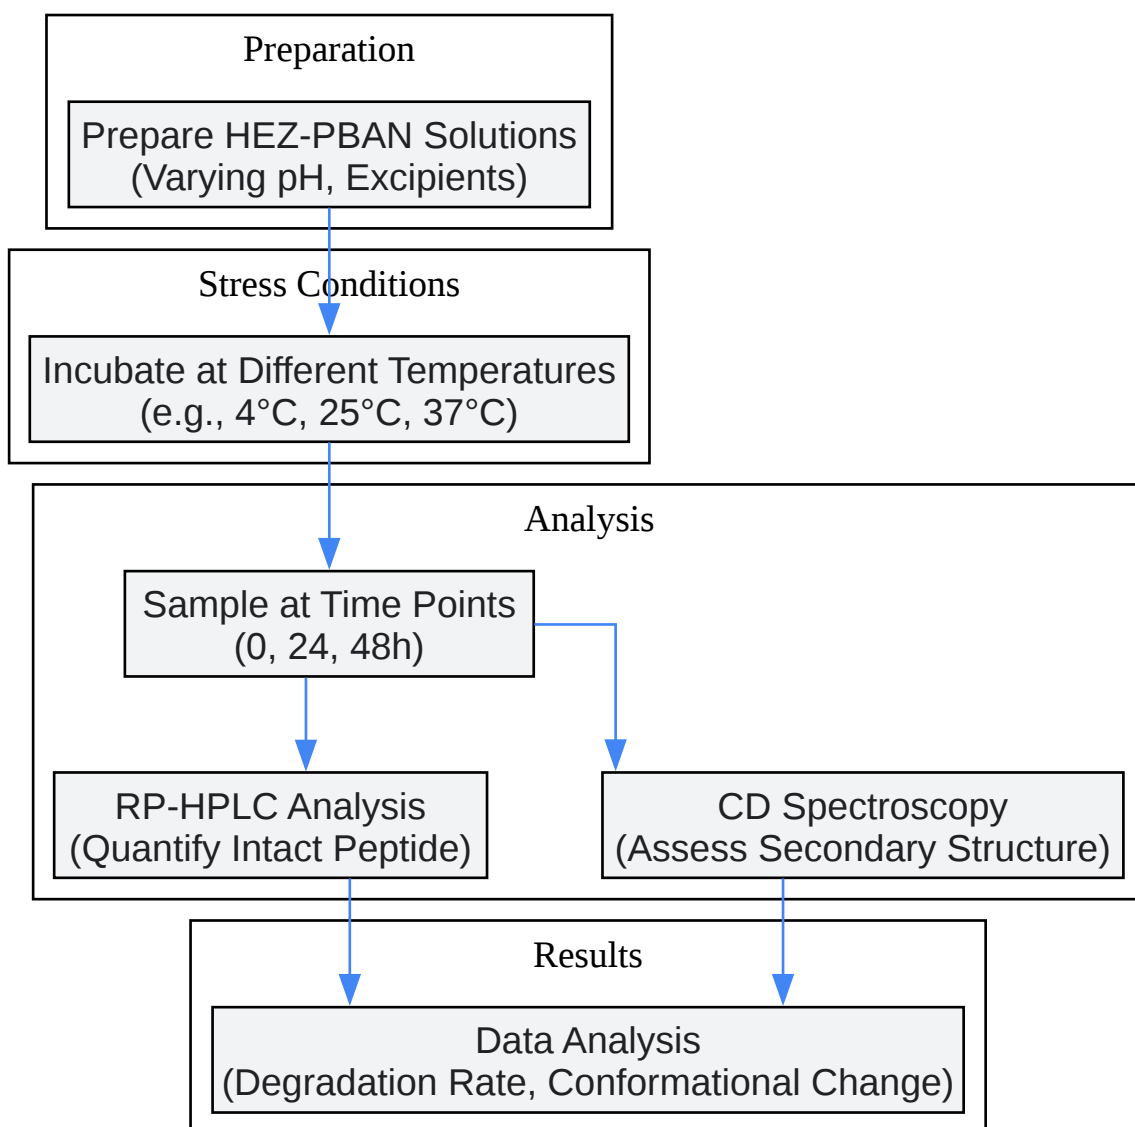 Preparation
Prepare HEZ-PBAN Solutions
(Varying pH, Excipients)
Stress Conditions
Incubate at Different Temperatures
(e.g., 4°C, 25°C, 37°C)
Analysis
Sample at Time Points
(0, 24, 48h)
RP-HPLC Analysis
(Quantify Intact Peptide)
CD Spectroscopy
(Assess Secondary Structure)
Results
Data Analysis
(Degradation Rate, Conformational Change)